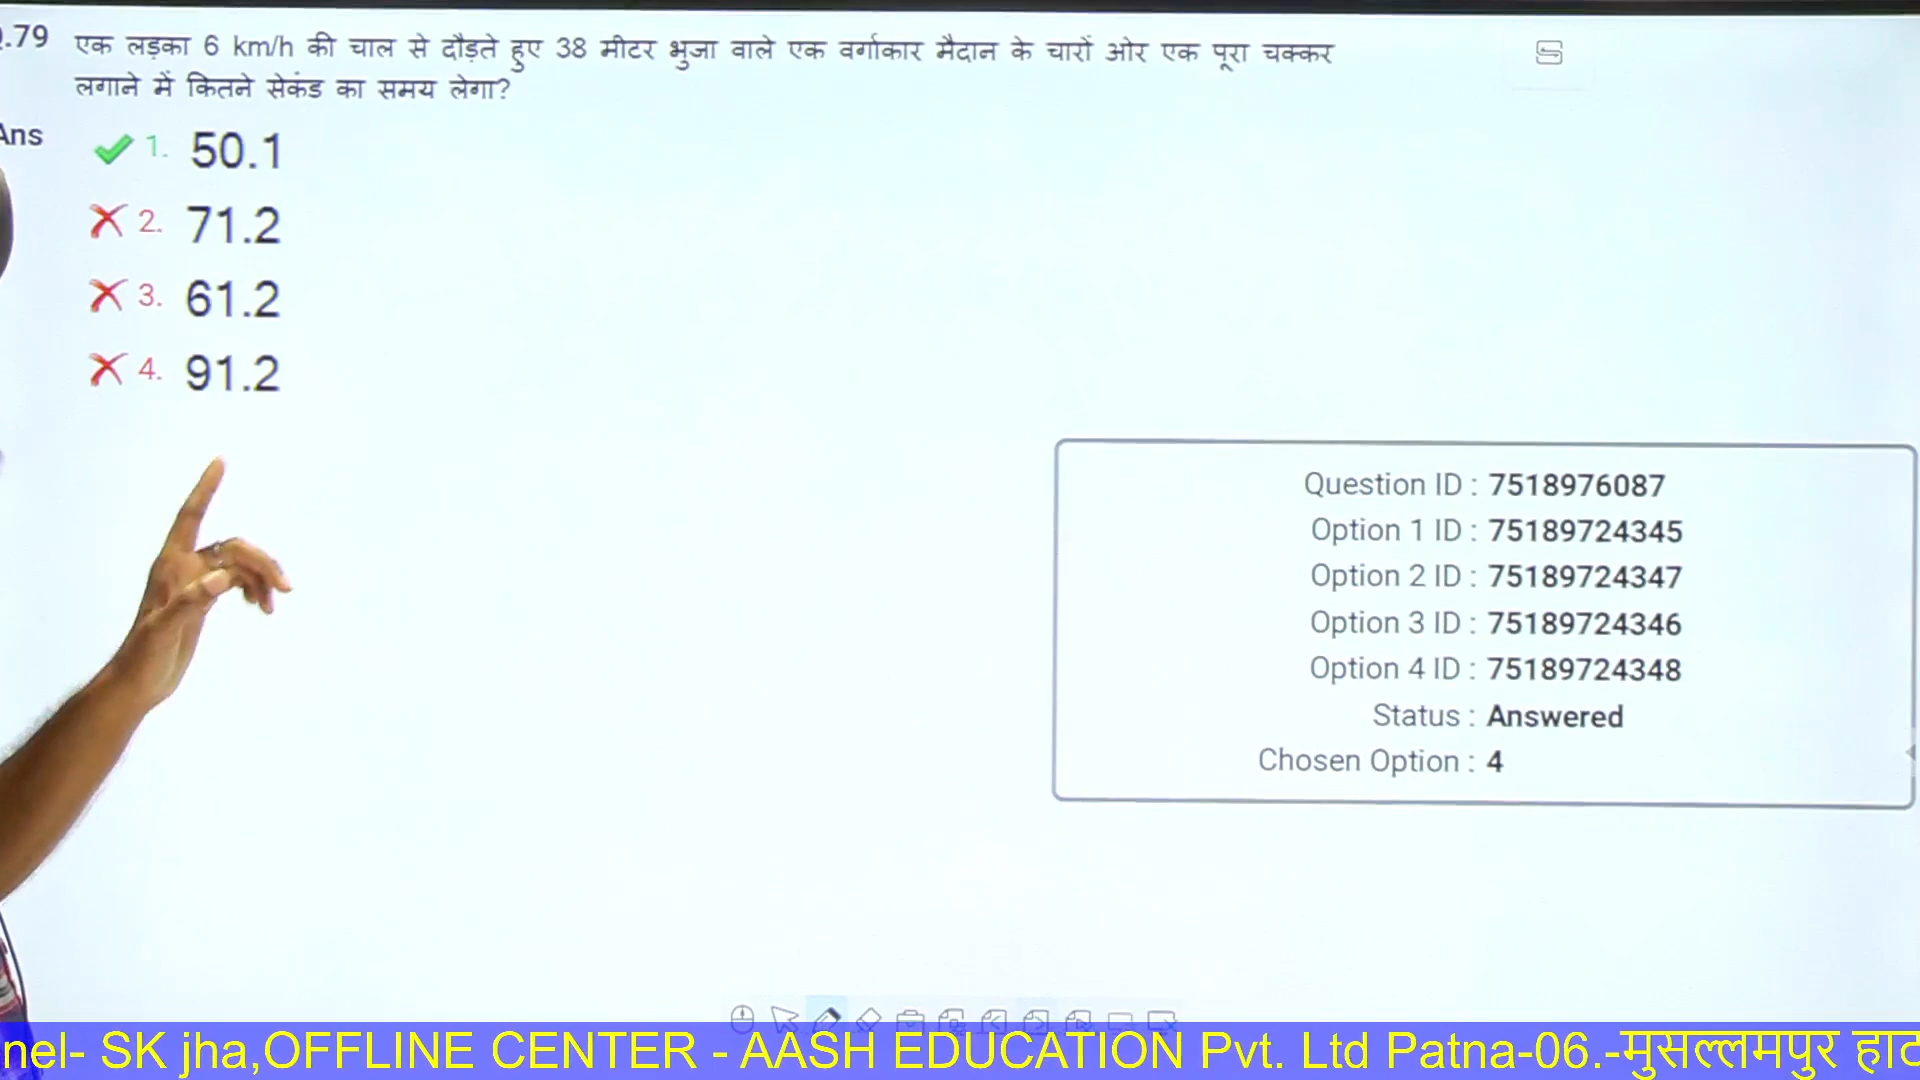 .79 एक लड़का 6 km/h की चाल से दौड़ते हुए 38 मीटर भुजा वाले एक वर्गाकार मैदान के चारों ओर एक पूरा चक्कर
लगाने में कितने सेकंड का समय लेगा?
Ans
1. 50.1
2. 71.2
3. 61.2
4. 91.2
Question ID : 7518976087
Option 1 ID : 75189724345
Option 2 ID : 75189724347
Option 3 ID : 75189724346
Option 4 ID : 75189724348
Status : Answered
Chosen Option : 4
nel- SK jha,OFFLINE CENTER - AASH EDUCATION Pvt. Ltd Patna-06.-मुसल्लमपुर हाट